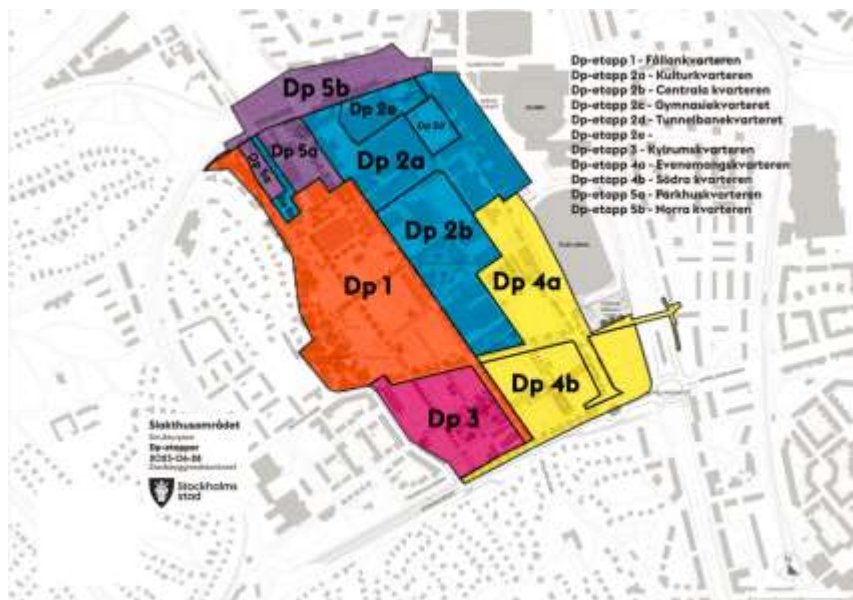 Dp-etapp 1 - Fållankvarteren
Dp-etapp 2a - Kulturkvarteren
Dp-etapp 2b - Centrala kvarteren
Dp-etapp 2c - Gymnasiekvarteret
Dp-etapp 2d - Tunnelbanekvarteret
Dp-etapp 2e -
Dp-etapp 3 - Kylrumskvarteren
Dp-etapp 4a - Evenemangskvarteren
Dp-etapp 4b - Södra kvarteren
Dp-etapp 5a - Parkhuskvarteren
Dp-etapp 5b - Norra kvarteren
Dp 5b
Dp 2e
Dp 2d
Dp 5a
Dp 2a
Dp 2b
Dp 1
Dp 4a
Dp 4b
Dp 3
Slakthusområdet
Dp-etapper
Stockholms
stad